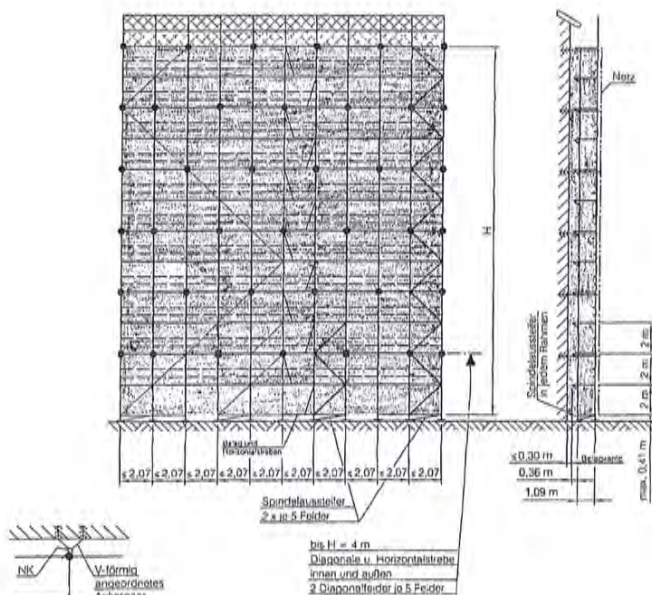 Netz
H
Spindelaussteifer
in jedem Rahmen
2 m
2 m
2 m
max. 0,41 m
Belag und
Horizontalstreben
≤ 2,07 ≤ 2,07 ≤ 2,07 ≤ 2,07 ≤ 2,07 ≤ 2,07 ≤ 2,07 ≤ 2,07 ≤ 2,07 ≤ 2,07
≤ 0,30 m
Belagkante
0,36 m
1,09 m
Spindelaussteifer
2 x je 5 Felder
bis H = 4 m
Diagonale u. Horizontalstrebe
innen und außen
2 Diagonalfelder je 5 Felder
NK
V-förmig
angeordnetes